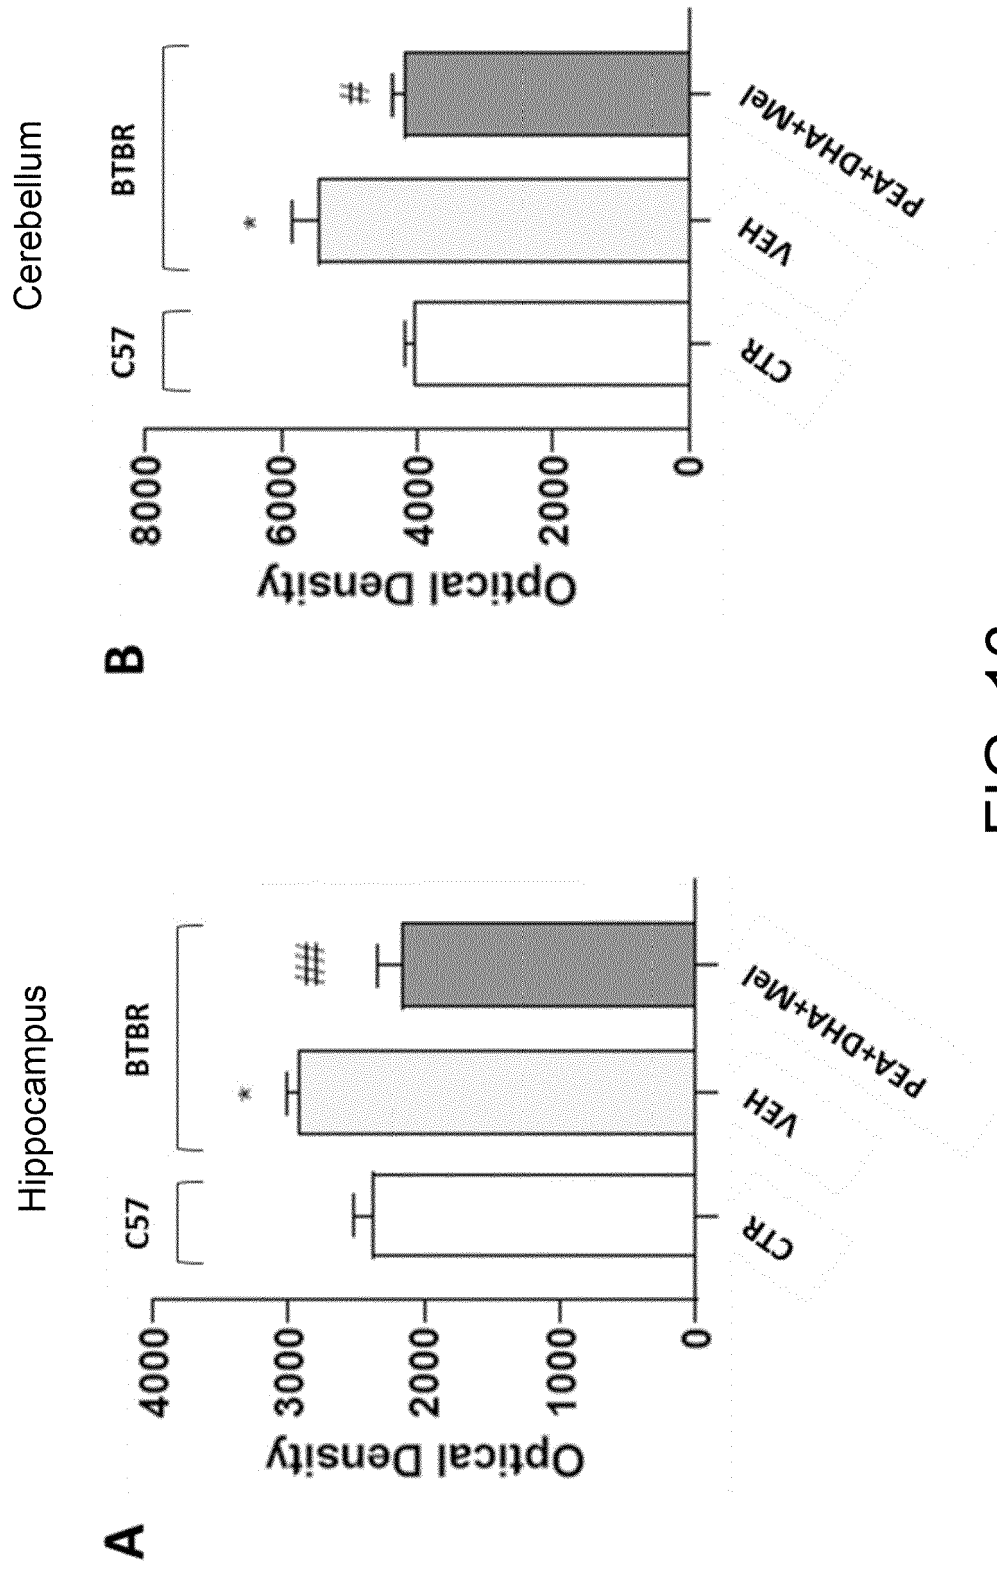 Hippocampus
A
C57
BTBR
*
##
4000
3000
2000
1000
0
Optical Density
CTR
VEH
PEA+DHA+Mel
Cerebellum
B
C57
BTBR
*
#
8000
6000
4000
2000
0
Optical Density
CTR
VEH
PEA+DHA+Mel
FIG.